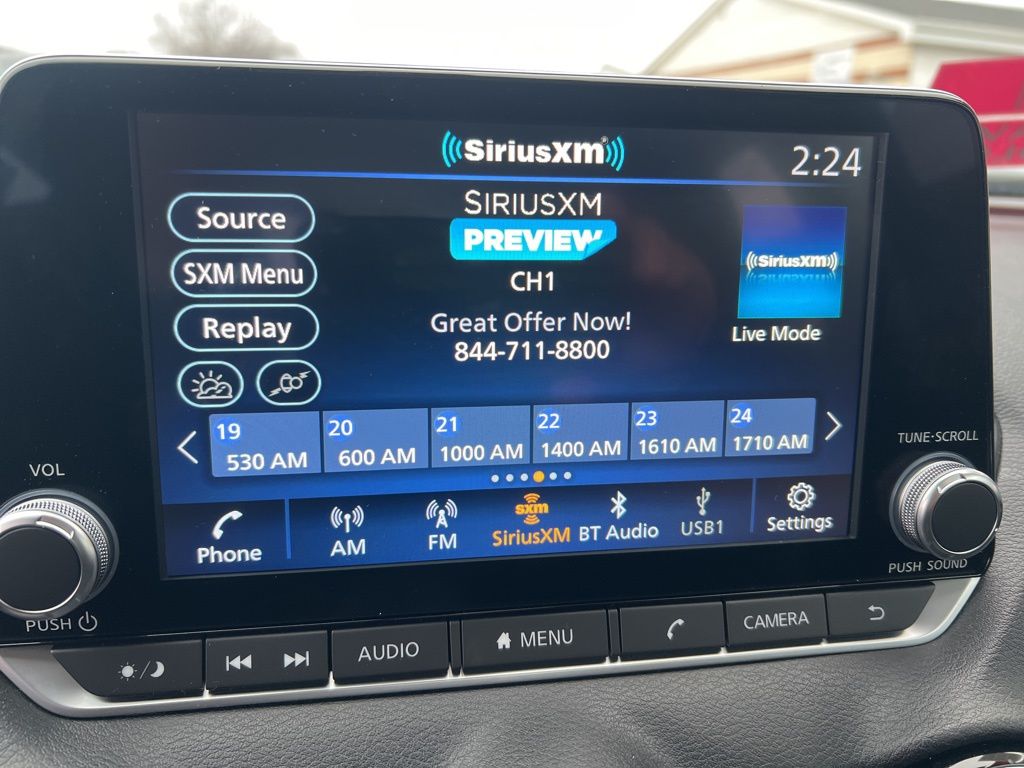 SiriusXM®
2:24
Source
SXM Menu
Replay
SIRIUSXM
PREVIEW
CH1
Great Offer Now!
844-711-8800
SiriusXM
Live Mode
19
530 AM
20
600 AM
21
1000 AM
22
1400 AM
23
1610 AM
24
1710 AM
Phone
AM
FM
sxm
SiriusXM
BT Audio
USB1
Settings
VOL
PUSH
TUNE·SCROLL
PUSH SOUND
AUDIO
MENU
CAMERA